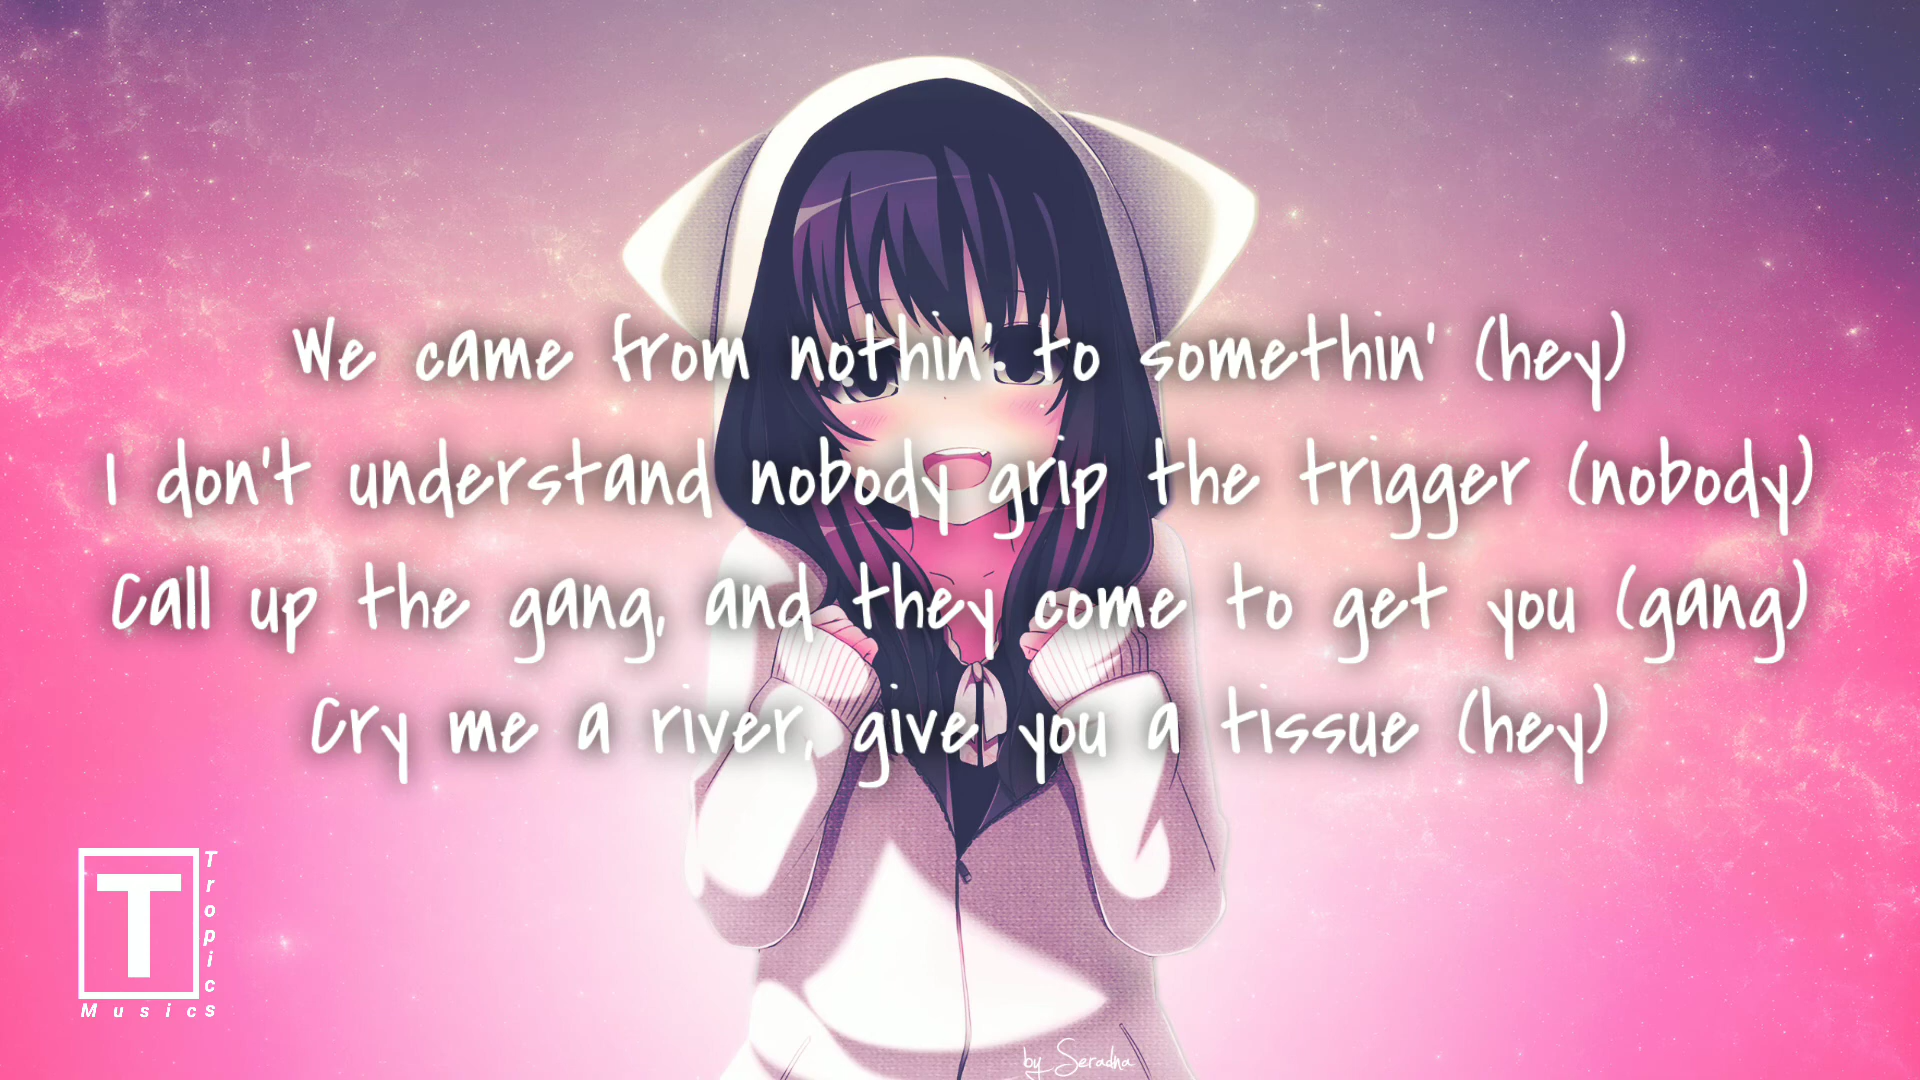 We came from nothin' to somethin' (hey)
I don't understand nobody grip the trigger (nobody)
Call up the gang, and they come to get you (gang)
Cry me a river, give you a tissue (hey)
T
Tropics
Musics
by Seradna